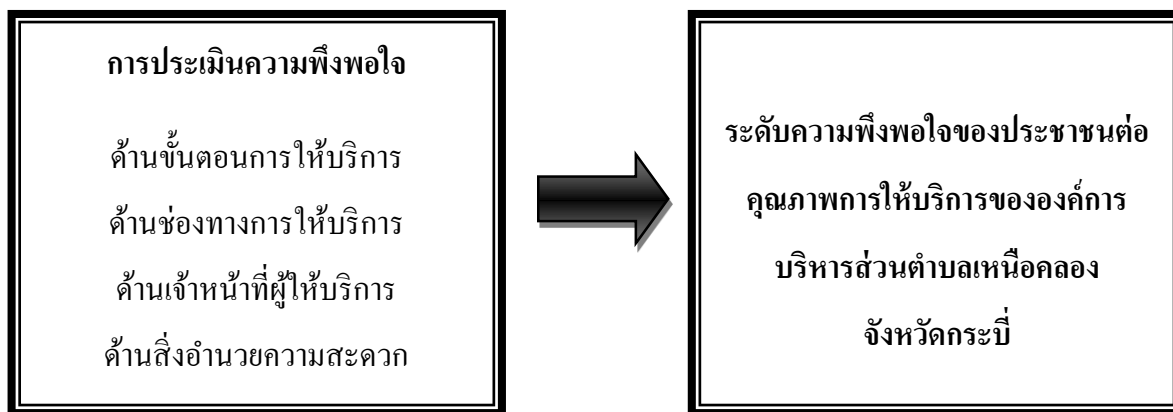 การประเมินความพึงพอใจ
ด้านขั้นตอนการให้บริการ
ด้านช่องทางการให้บริการ
ด้านเจ้าหน้าที่ผู้ให้บริการ
ด้านสิ่งอำนวยความสะดวก
ระดับความพึงพอใจของประชาชนต่อ
คุณภาพการให้บริการขององค์การ
บริหารส่วนตำบลเหนือคลอง
จังหวัดกระบี่